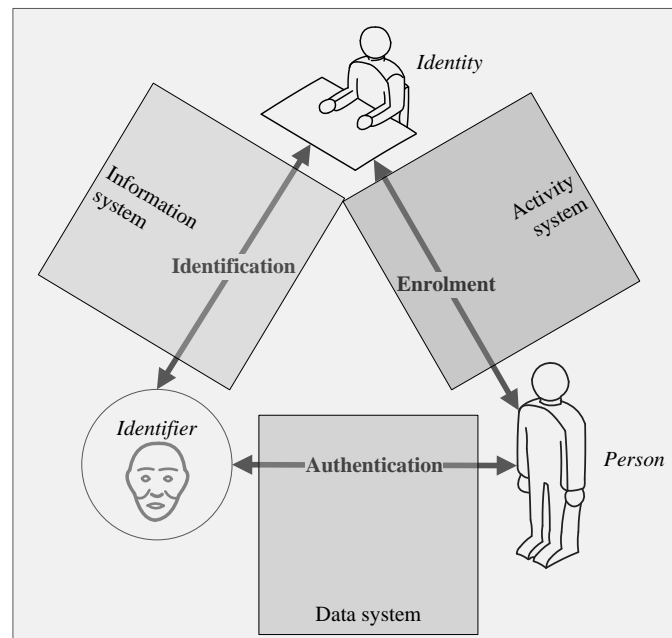 Identity
Information
system
Activity
system
Identification
Enrolment
Identifier
Authentication
Person
Data system